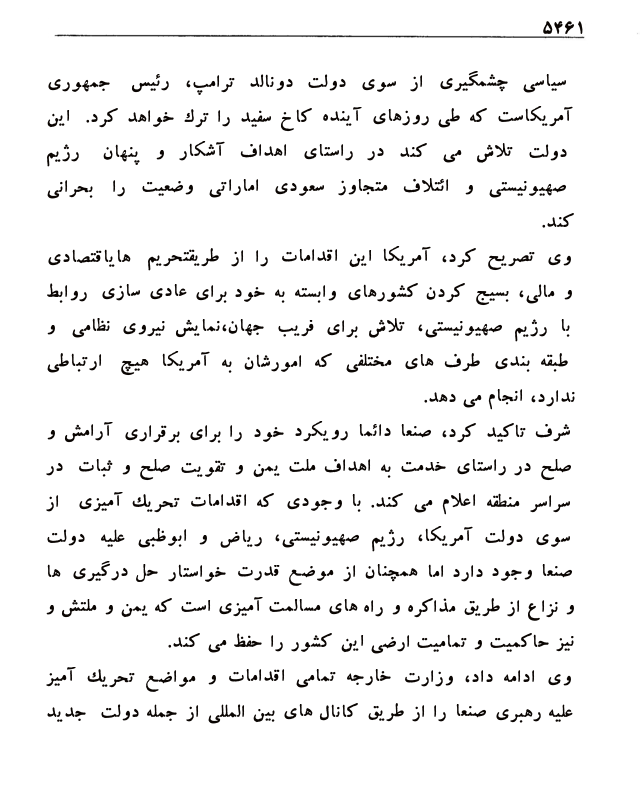 ۵۴۶۱
سیاسی چشمگیری از سوی دولت دونالد ترامپ، رئیس جمهوری
آمریکاست که طی روزهای آینده کاخ سفید را ترك خواهد کرد. این
دولت تلاش می کند در راستای اهداف آشکار و پنهان رژیم
صهیونیستی و ائتلاف متجاوز سعودی اماراتی وضعیت را بحرانی
کند.
وی تصریح کرد، آمریکا این اقدامات را از طریقتحریم هایاقتصادی
و مالی، بسیج کردن کشورهای وابسته به خود برای عادی سازی روابط
با رژیم صهیونیستی، تلاش برای فریب جهان،نمایش نیروی نظامی و
طبقه بندی طرف های مختلفی که امورشان به آمریکا هیچ ارتباطی
ندارد، انجام می دهد.
شرف تاکید کرد، صنعا دائما رویکرد خود را برای برقراری آرامش و
صلح در راستای خدمت به اهداف ملت یمن و تقویت صلح و ثبات در
سراسر منطقه اعلام می کند. با وجودی که اقدامات تحریك آمیزی از
سوی دولت آمریکا، رژیم صهیونیستی، ریاض و ابوظبی علیه دولت
صنعا وجود دارد اما همچنان از موضع قدرت خواستار حل درگیری ها
و نزاع از طریق مذاکره و راه های مسالمت آمیزی است که یمن و ملتش و
نیز حاکمیت و تمامیت ارضی این کشور را حفظ می کند.
وی ادامه داد، وزارت خارجه تمامی اقدامات و مواضع تحریك آمیز
علیه رهبری صنعا را از طریق کانال های بین المللی از جمله دولت جدید